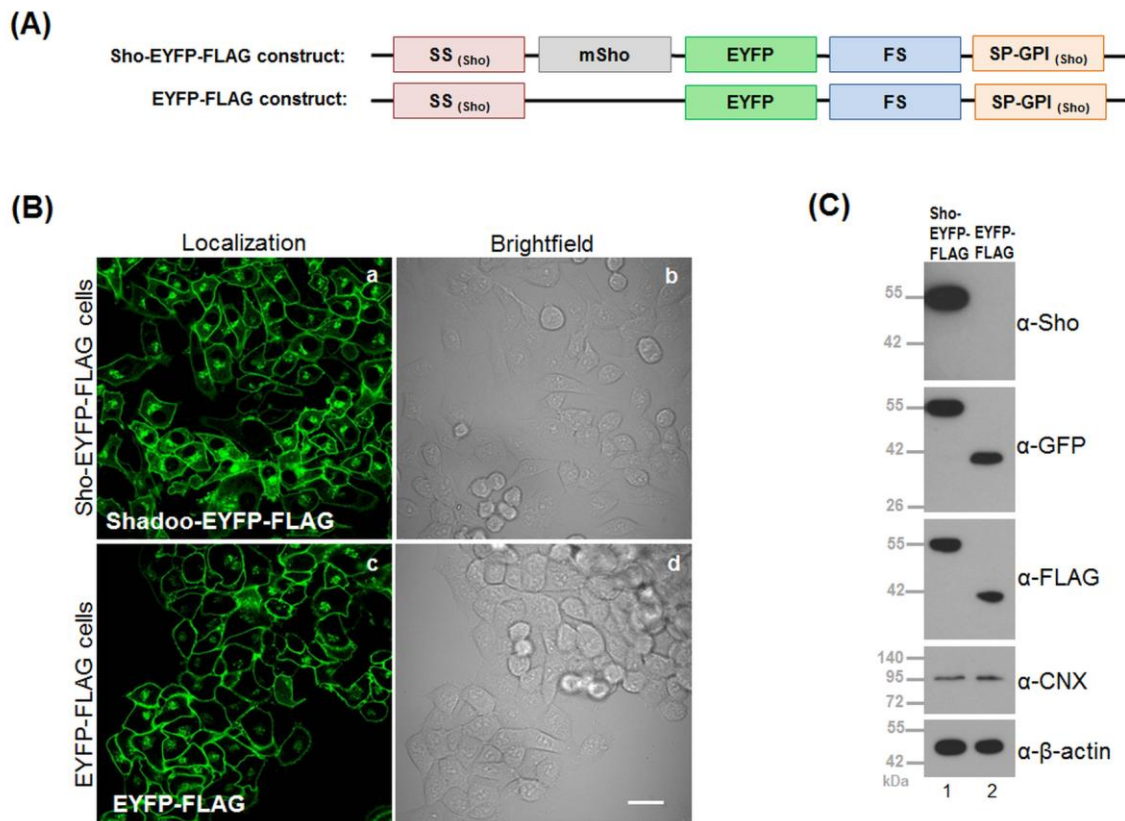 (A)
Sho-EYFP-FLAG construct: SS (Sho) mSho EYFP FS SP-GPI (Sho)
EYFP-FLAG construct: SS (Sho) EYFP FS SP-GPI (Sho)
(B)
Localization Brightfield
Sho-EYFP-FLAG cells
a
b
Shadoo-EYFP-FLAG
EYFP-FLAG cells
c
d
EYFP-FLAG
(C)
Sho-
EYFP-
FLAG
EYFP-
FLAG
55
42
α-Sho
55
42
26
α-GFP
55
42
α-FLAG
140
95
72
α-CNX
55
42
α-β-actin
kDa
1 2